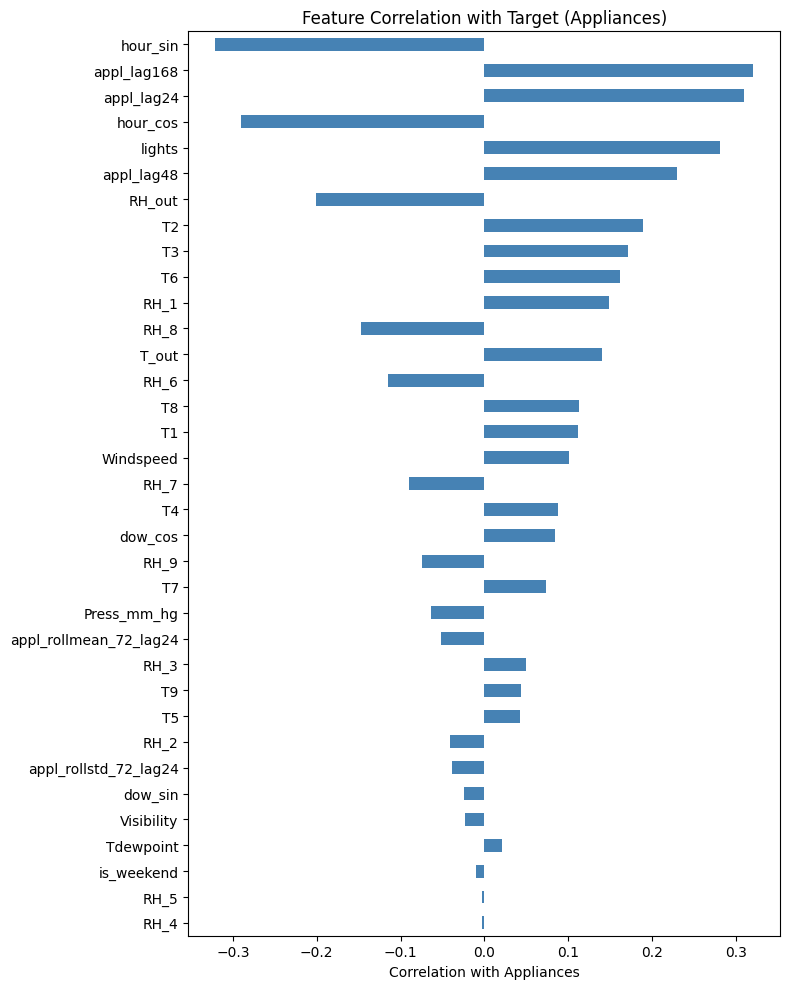 Feature Correlation with Target (Appliances)
hour_sin
appl_lag168
appl_lag24
hour_cos
lights
appl_lag48
RH_out
T2
T3
T6
RH_1
RH_8
T_out
RH_6
T8
T1
Windspeed
RH_7
T4
dow_cos
RH_9
T7
Press_mm_hg
appl_rollmean_72_lag24
RH_3
T9
T5
RH_2
appl_rollstd_72_lag24
dow_sin
Visibility
Tdewpoint
is_weekend
RH_5
RH_4
−0.3 −0.2 −0.1 0.0 0.1 0.2 0.3
Correlation with Appliances